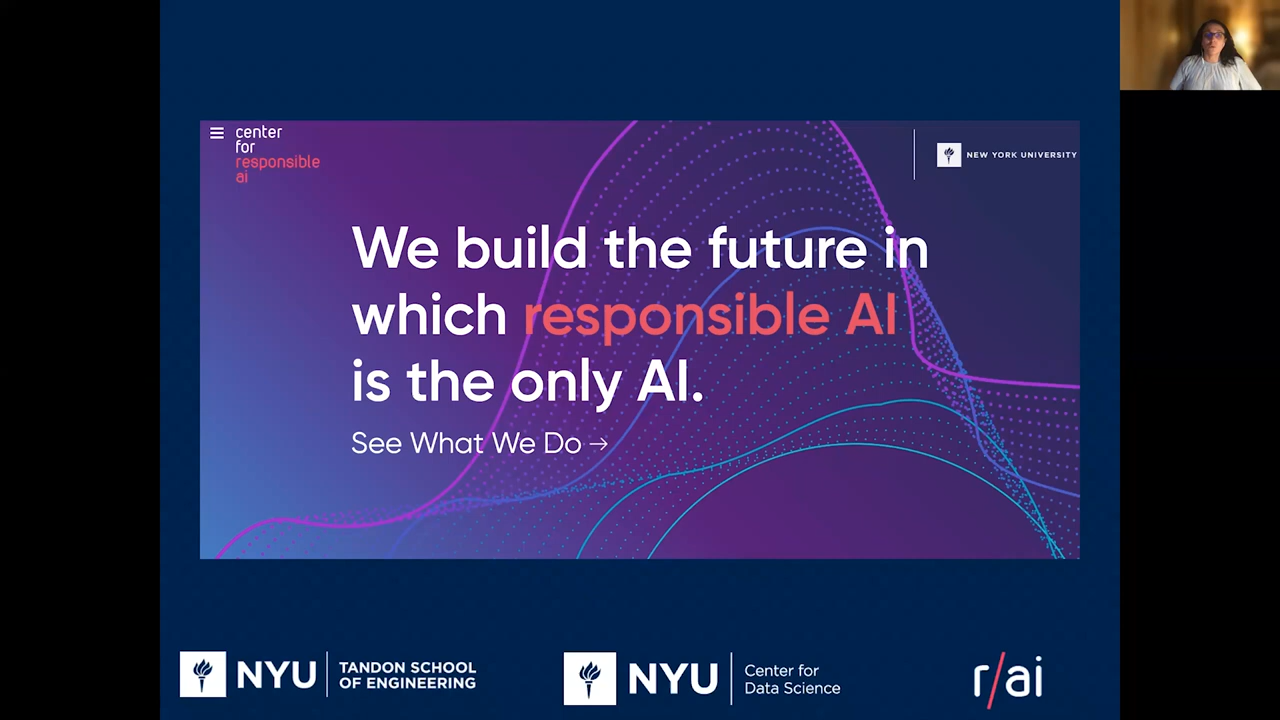 center
for
responsible
ai
NEW YORK UNIVERSITY
We build the future in
which responsible AI
is the only AI.
See What We Do →
NYU TANDON SCHOOL
OF ENGINEERING
NYU Center for
Data Science
r/ai